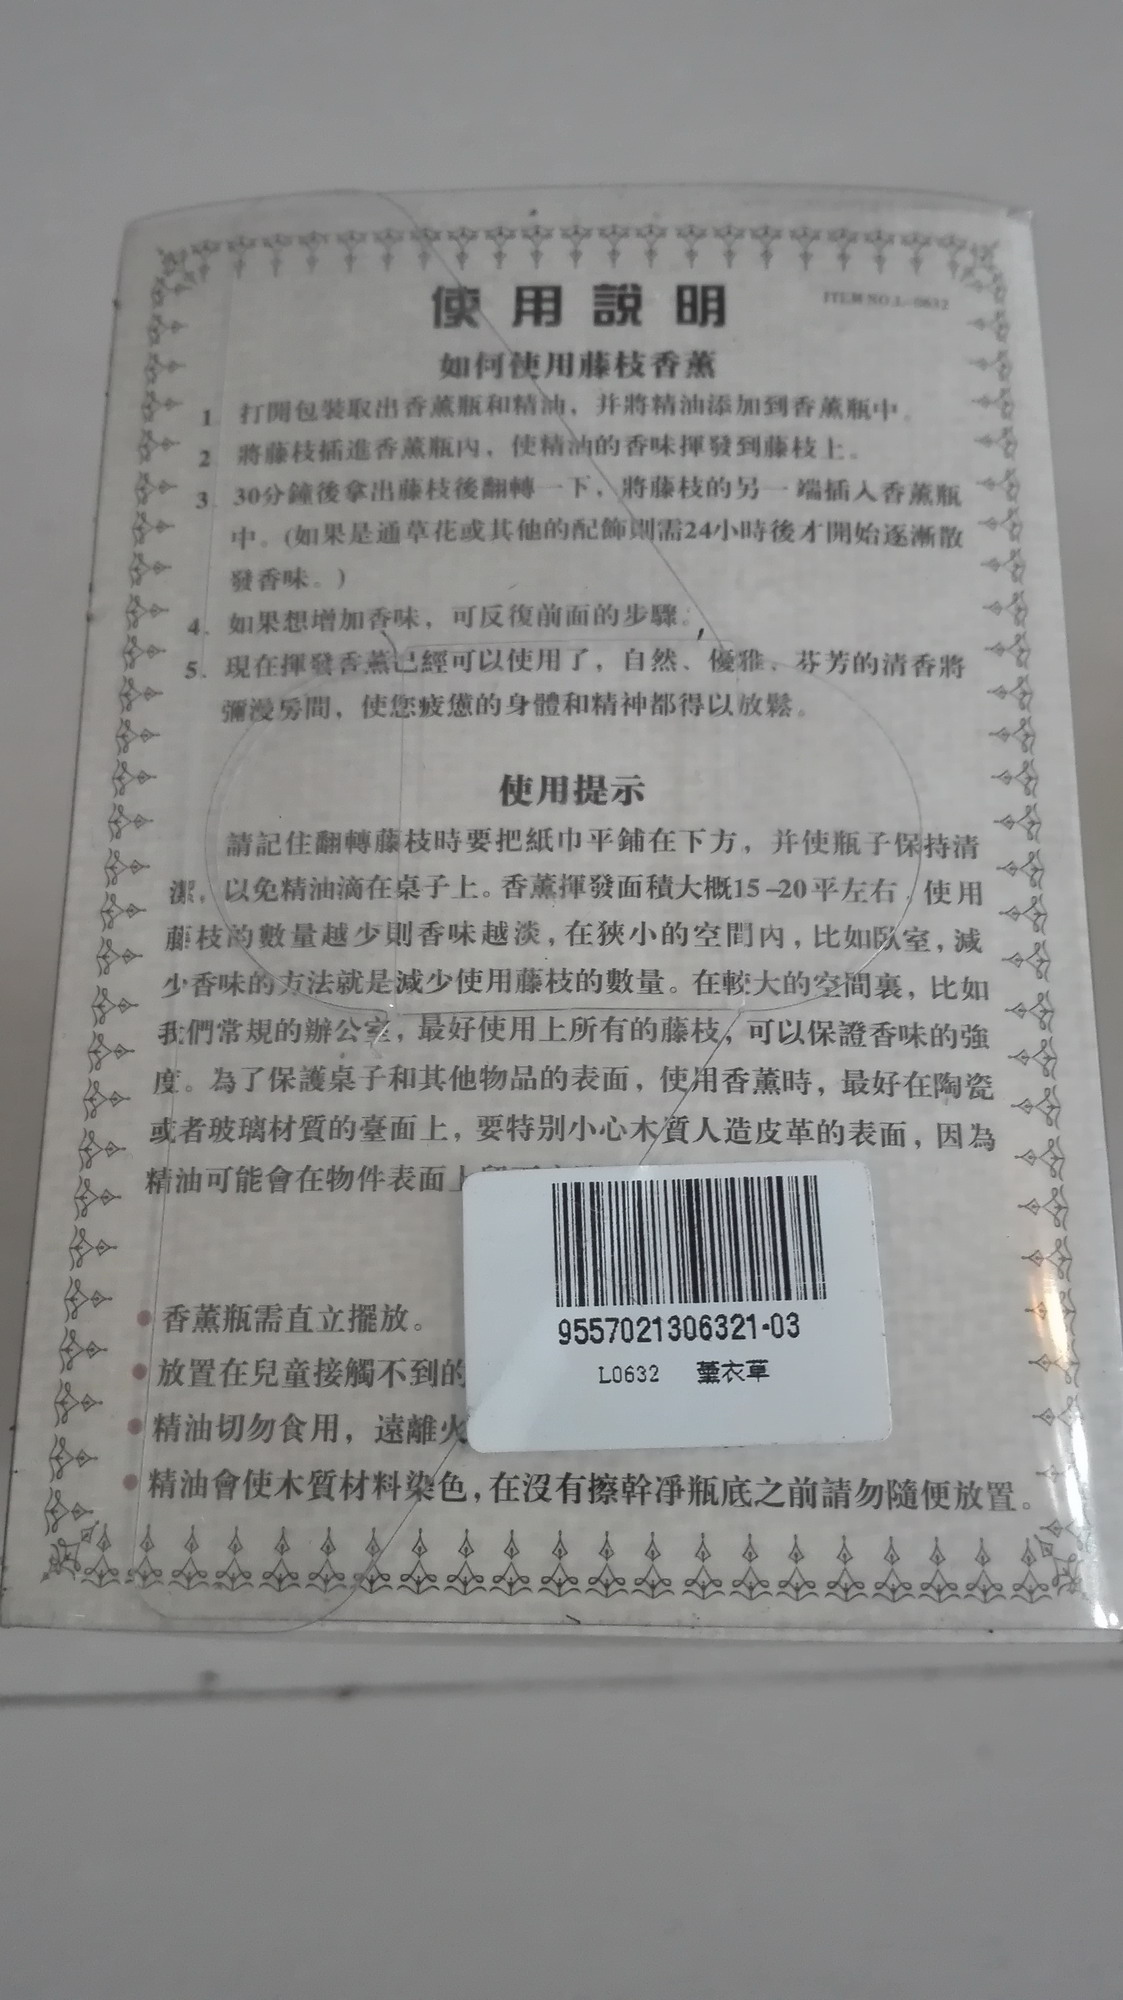 使用說明
ITEM NO.L-0632
如何使用藤枝香薰
1. 打開包裝取出香薰瓶和精油，并將精油添加到香薰瓶中。
2. 將藤枝插進香薰瓶內，使精油的香味揮發到藤枝上。
3. 30分鐘後拿出藤枝後翻轉一下，將藤枝的另一端插入香薰瓶
中。(如果是通草花或其他的配飾則需24小時後才開始逐漸散
發香味。)
4. 如果想增加香味，可反復前面的步驟。
5. 現在揮發香薰已經可以使用了，自然、優雅、芬芳的清香將
彌漫房間，使您疲憊的身體和精神都得以放鬆。
使用提示
請記住翻轉藤枝時要把紙巾平鋪在下方，并使瓶子保持清
潔，以免精油滴在桌子上。香薰揮發面積大概15-20平左右，使用
藤枝的數量越少則香味越淡，在狹小的空間內，比如臥室，減
少香味的方法就是減少使用藤枝的數量。在較大的空間裏，比如
我們常規的辦公室，最好使用上所有的藤枝，可以保證香味的強
度。為了保護桌子和其他物品的表面，使用香薰時，最好在陶瓷
或者玻璃材質的臺面上，要特別小心木質人造皮革的表面，因為
精油可能會在物件表面上
9557021306321-03
L0632 薰衣草
香薰瓶需直立擺放。
放置在兒童接觸不到的
精油切勿食用，遠離火
精油會使木質材料染色，在沒有擦幹凈瓶底之前請勿隨便放置。